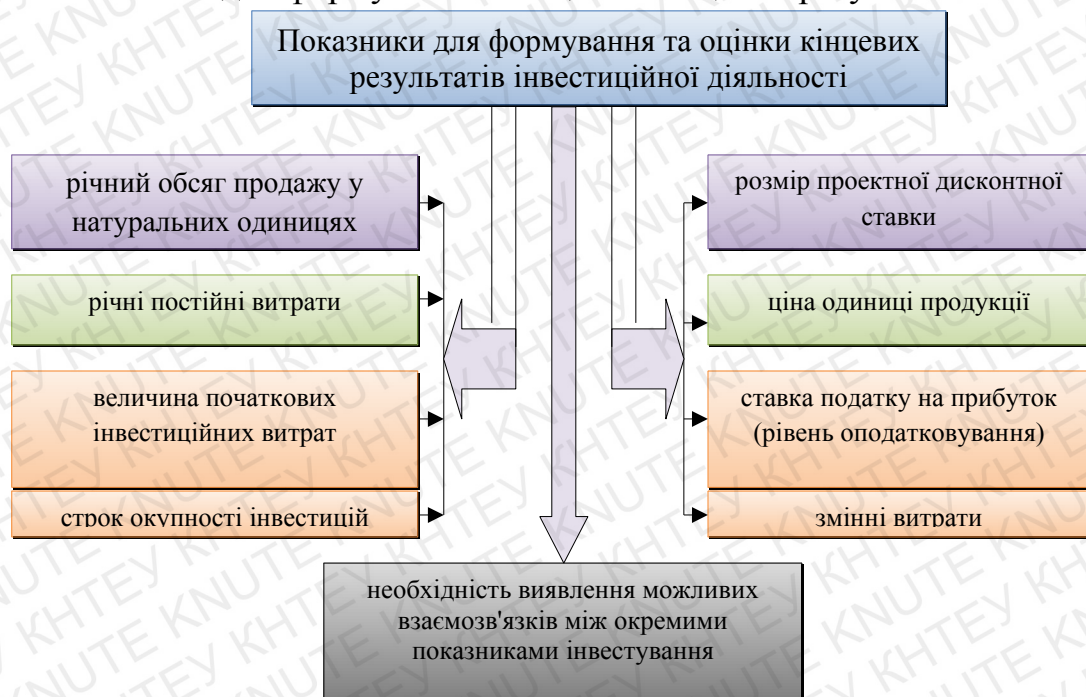 Показники для формування та оцінки кінцевих
результатів інвестиційної діяльності
річний обсяг продажу у
натуральних одиницях
річні постійні витрати
величина початкових
інвестиційних витрат
строк окупності інвестицій
розмір проектної дисконтної
ставки
ціна одиниці продукції
ставка податку на прибуток
(рівень оподатковування)
змінні витрати
необхідність виявлення можливих
взаємозв'язків між окремими
показниками інвестування